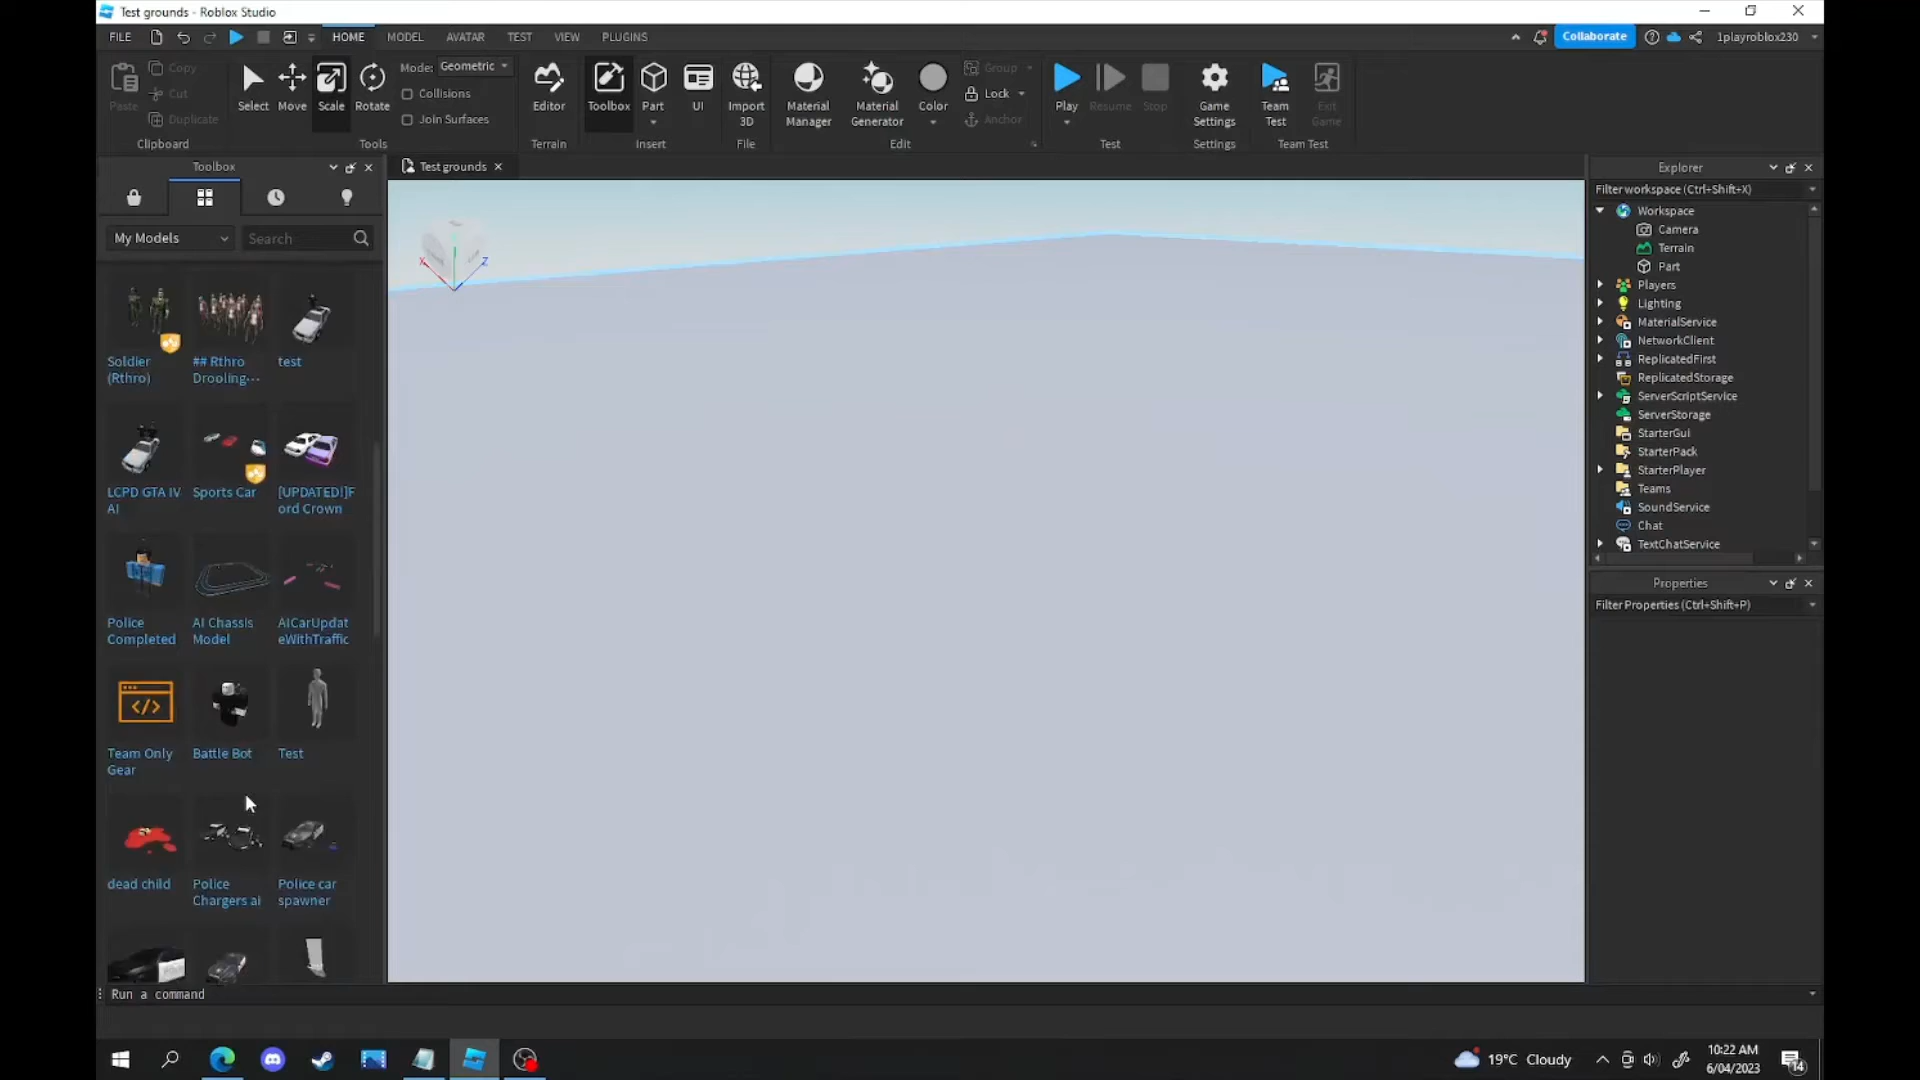 Test grounds - Roblox Studio
FILE HOME MODEL AVATAR TEST VIEW PLUGINS Collaborate 1playroblox230
Paste Copy Cut Duplicate Clipboard
Select Move Scale Rotate Mode: Geometric Collisions Join Surfaces Tools
Editor Terrain
Toolbox Part UI Insert
Import 3D File
Material Manager Material Generator Color Group Lock Anchor Edit
Play Resume Stop Test
Game Settings Settings
Team Test Exit Game Team Test
Toolbox
My Models Search
Soldier (Rthro)
## Rthro Drooling...
test
LCPD GTA IV AI
Sports Car
[UPDATED!]Ford Crown
Police Completed
AI Chassis Model
AICarUpdateWithTraffic
Team Only Gear
Battle Bot
Test
dead child
Police Chargers ai
Police car spawner
POLICE
Test grounds
X
Z
Explorer
Filter workspace (Ctrl+Shift+X)
Workspace
Camera
Terrain
Part
Players
Lighting
MaterialService
NetworkClient
ReplicatedFirst
ReplicatedStorage
ServerScriptService
ServerStorage
StarterGui
StarterPack
StarterPlayer
Teams
SoundService
Chat
TextChatService
Properties
Filter Properties (Ctrl+Shift+P)
Run a command
19°C Cloudy
10:22 AM
6/04/2023
14